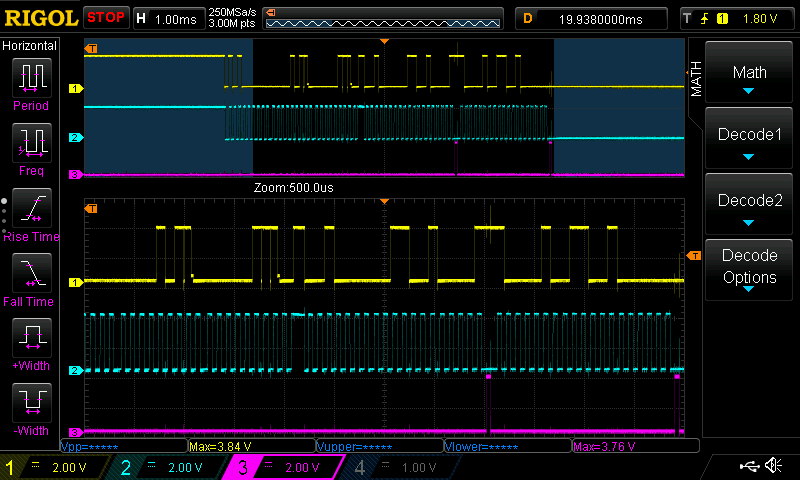 RIGOL STOP H 1.00ms 250MSa/s 3.00M pts D 19.9380000ms T 1 1.80 V
Horizontal
Period
Freq
Rise Time
Fall Time
+Width
-Width
T
1
2
3
Zoom:500.0us
T
1
T
2
3
MATH
Math
Decode1
Decode2
Decode
Options
Vpp=***** Max=3.84 V Vupper=***** Vlower=***** Max=3.76 V
1 2.00 V 2 2.00 V 3 2.00 V 4 1.00 V